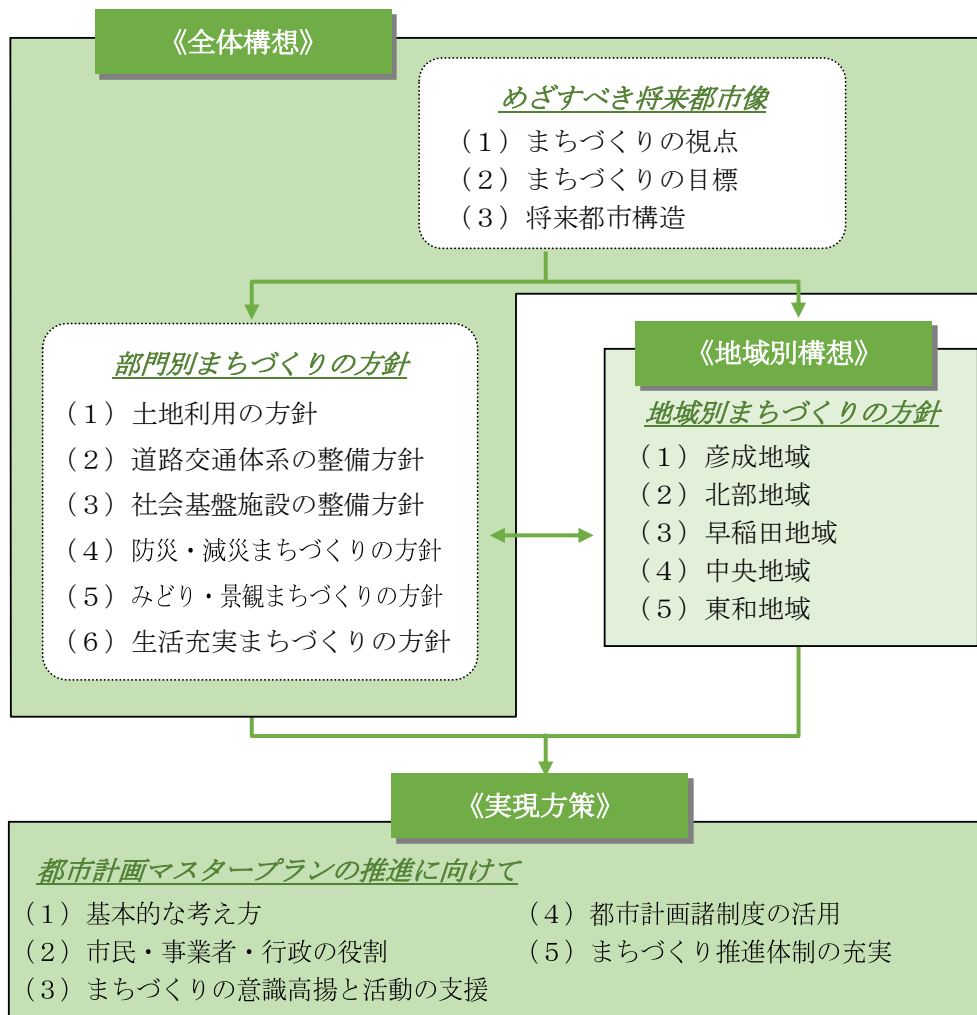 《全体構想》
めざすべき将来都市像
（１）まちづくりの視点
（２）まちづくりの目標
（３）将来都市構造
部門別まちづくりの方針
（１）土地利用の方針
（２）道路交通体系の整備方針
（３）社会基盤施設の整備方針
（４）防災・減災まちづくりの方針
（５）みどり・景観まちづくりの方針
（６）生活充実まちづくりの方針
《地域別構想》
地域別まちづくりの方針
（１）彦成地域
（２）北部地域
（３）早稲田地域
（４）中央地域
（５）東和地域
《実現方策》
都市計画マスタープランの推進に向けて
（１）基本的な考え方
（２）市民・事業者・行政の役割
（３）まちづくりの意識高揚と活動の支援
（４）都市計画諸制度の活用
（５）まちづくり推進体制の充実